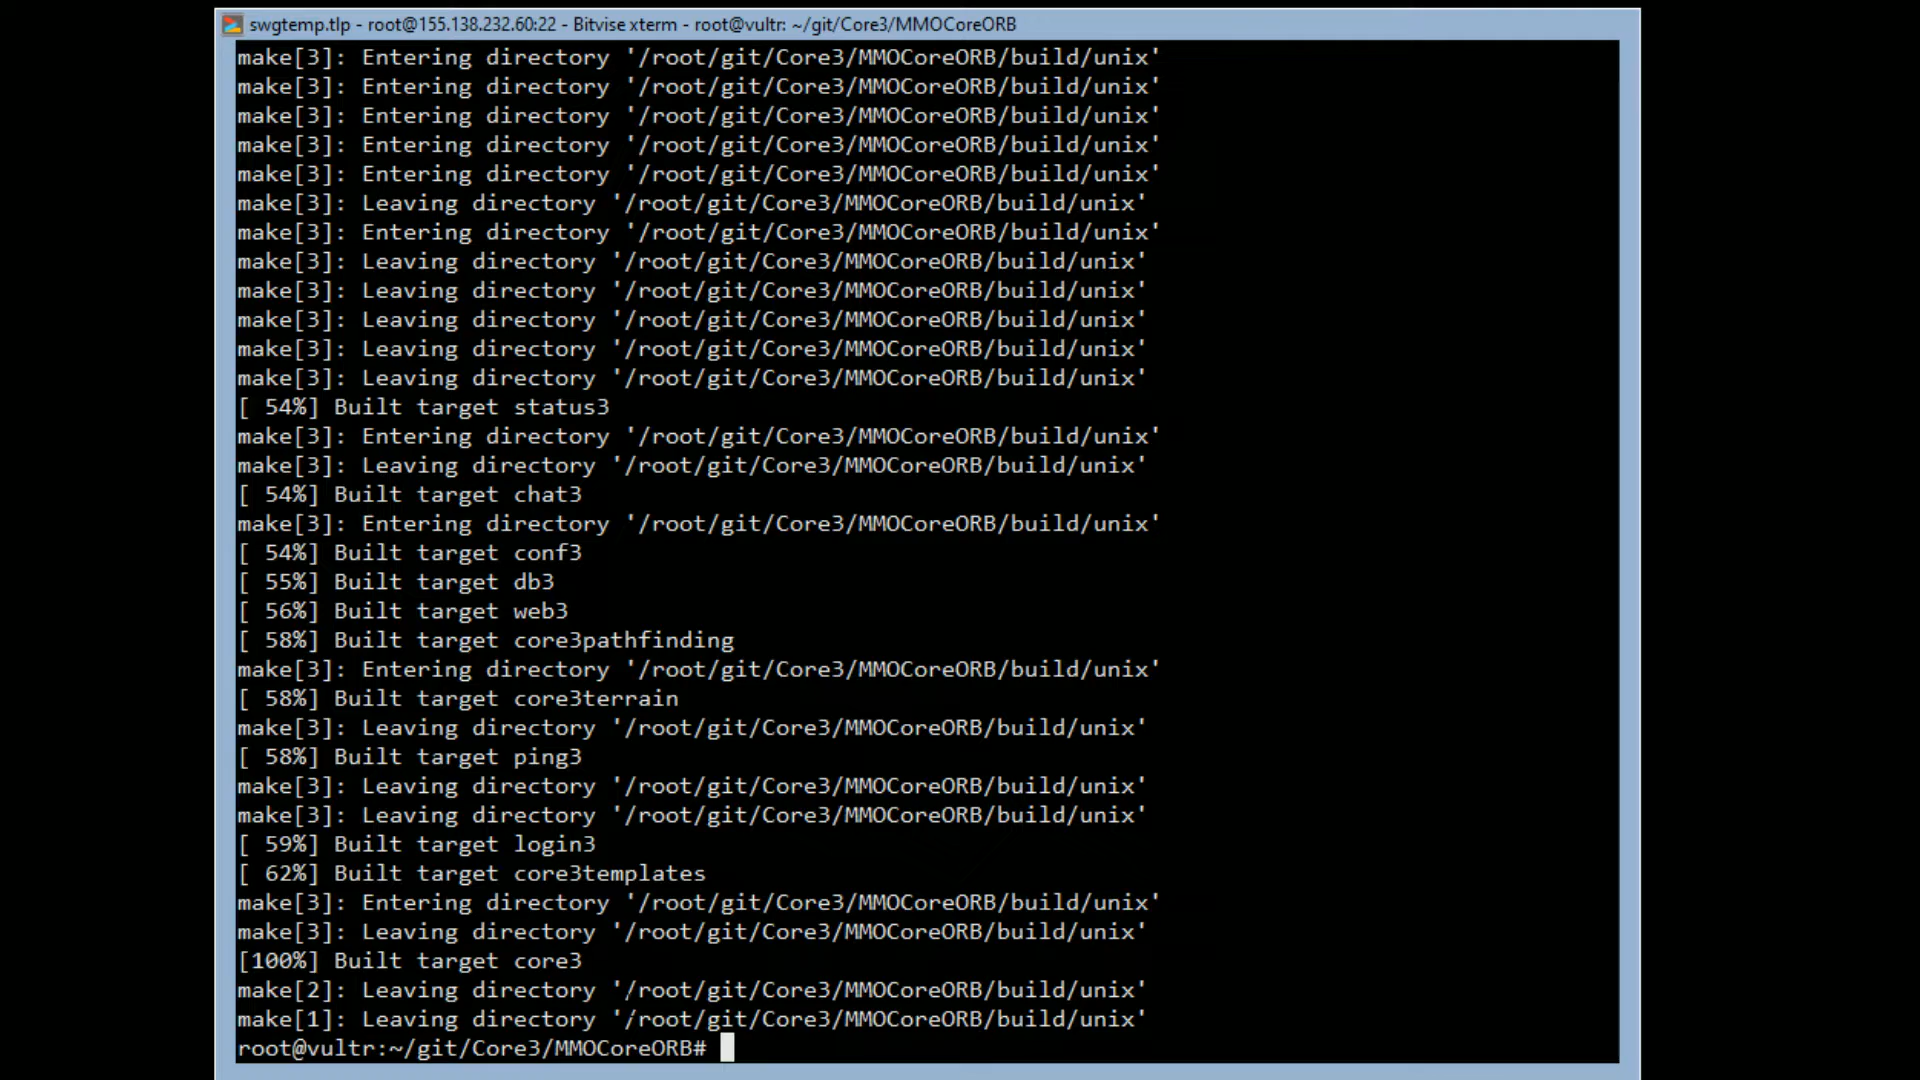 swgtemp.tlp - root@155.138.232.60:22 - Bitvise xterm - root@vultr: ~/git/Core3/MMOCoreORB
make[3]: Entering directory '/root/git/Core3/MMOCoreORB/build/unix'
make[3]: Entering directory '/root/git/Core3/MMOCoreORB/build/unix'
make[3]: Entering directory '/root/git/Core3/MMOCoreORB/build/unix'
make[3]: Entering directory '/root/git/Core3/MMOCoreORB/build/unix'
make[3]: Entering directory '/root/git/Core3/MMOCoreORB/build/unix'
make[3]: Leaving directory '/root/git/Core3/MMOCoreORB/build/unix'
make[3]: Entering directory '/root/git/Core3/MMOCoreORB/build/unix'
make[3]: Leaving directory '/root/git/Core3/MMOCoreORB/build/unix'
make[3]: Leaving directory '/root/git/Core3/MMOCoreORB/build/unix'
make[3]: Leaving directory '/root/git/Core3/MMOCoreORB/build/unix'
make[3]: Leaving directory '/root/git/Core3/MMOCoreORB/build/unix'
make[3]: Leaving directory '/root/git/Core3/MMOCoreORB/build/unix'
[ 54%] Built target status3
make[3]: Entering directory '/root/git/Core3/MMOCoreORB/build/unix'
make[3]: Leaving directory '/root/git/Core3/MMOCoreORB/build/unix'
[ 54%] Built target chat3
make[3]: Entering directory '/root/git/Core3/MMOCoreORB/build/unix'
[ 54%] Built target conf3
[ 55%] Built target db3
[ 56%] Built target web3
[ 58%] Built target core3pathfinding
make[3]: Entering directory '/root/git/Core3/MMOCoreORB/build/unix'
[ 58%] Built target core3terrain
make[3]: Leaving directory '/root/git/Core3/MMOCoreORB/build/unix'
[ 58%] Built target ping3
make[3]: Leaving directory '/root/git/Core3/MMOCoreORB/build/unix'
make[3]: Leaving directory '/root/git/Core3/MMOCoreORB/build/unix'
[ 59%] Built target login3
[ 62%] Built target core3templates
make[3]: Entering directory '/root/git/Core3/MMOCoreORB/build/unix'
make[3]: Leaving directory '/root/git/Core3/MMOCoreORB/build/unix'
[100%] Built target core3
make[2]: Leaving directory '/root/git/Core3/MMOCoreORB/build/unix'
make[1]: Leaving directory '/root/git/Core3/MMOCoreORB/build/unix'
root@vultr:~/git/Core3/MMOCoreORB#